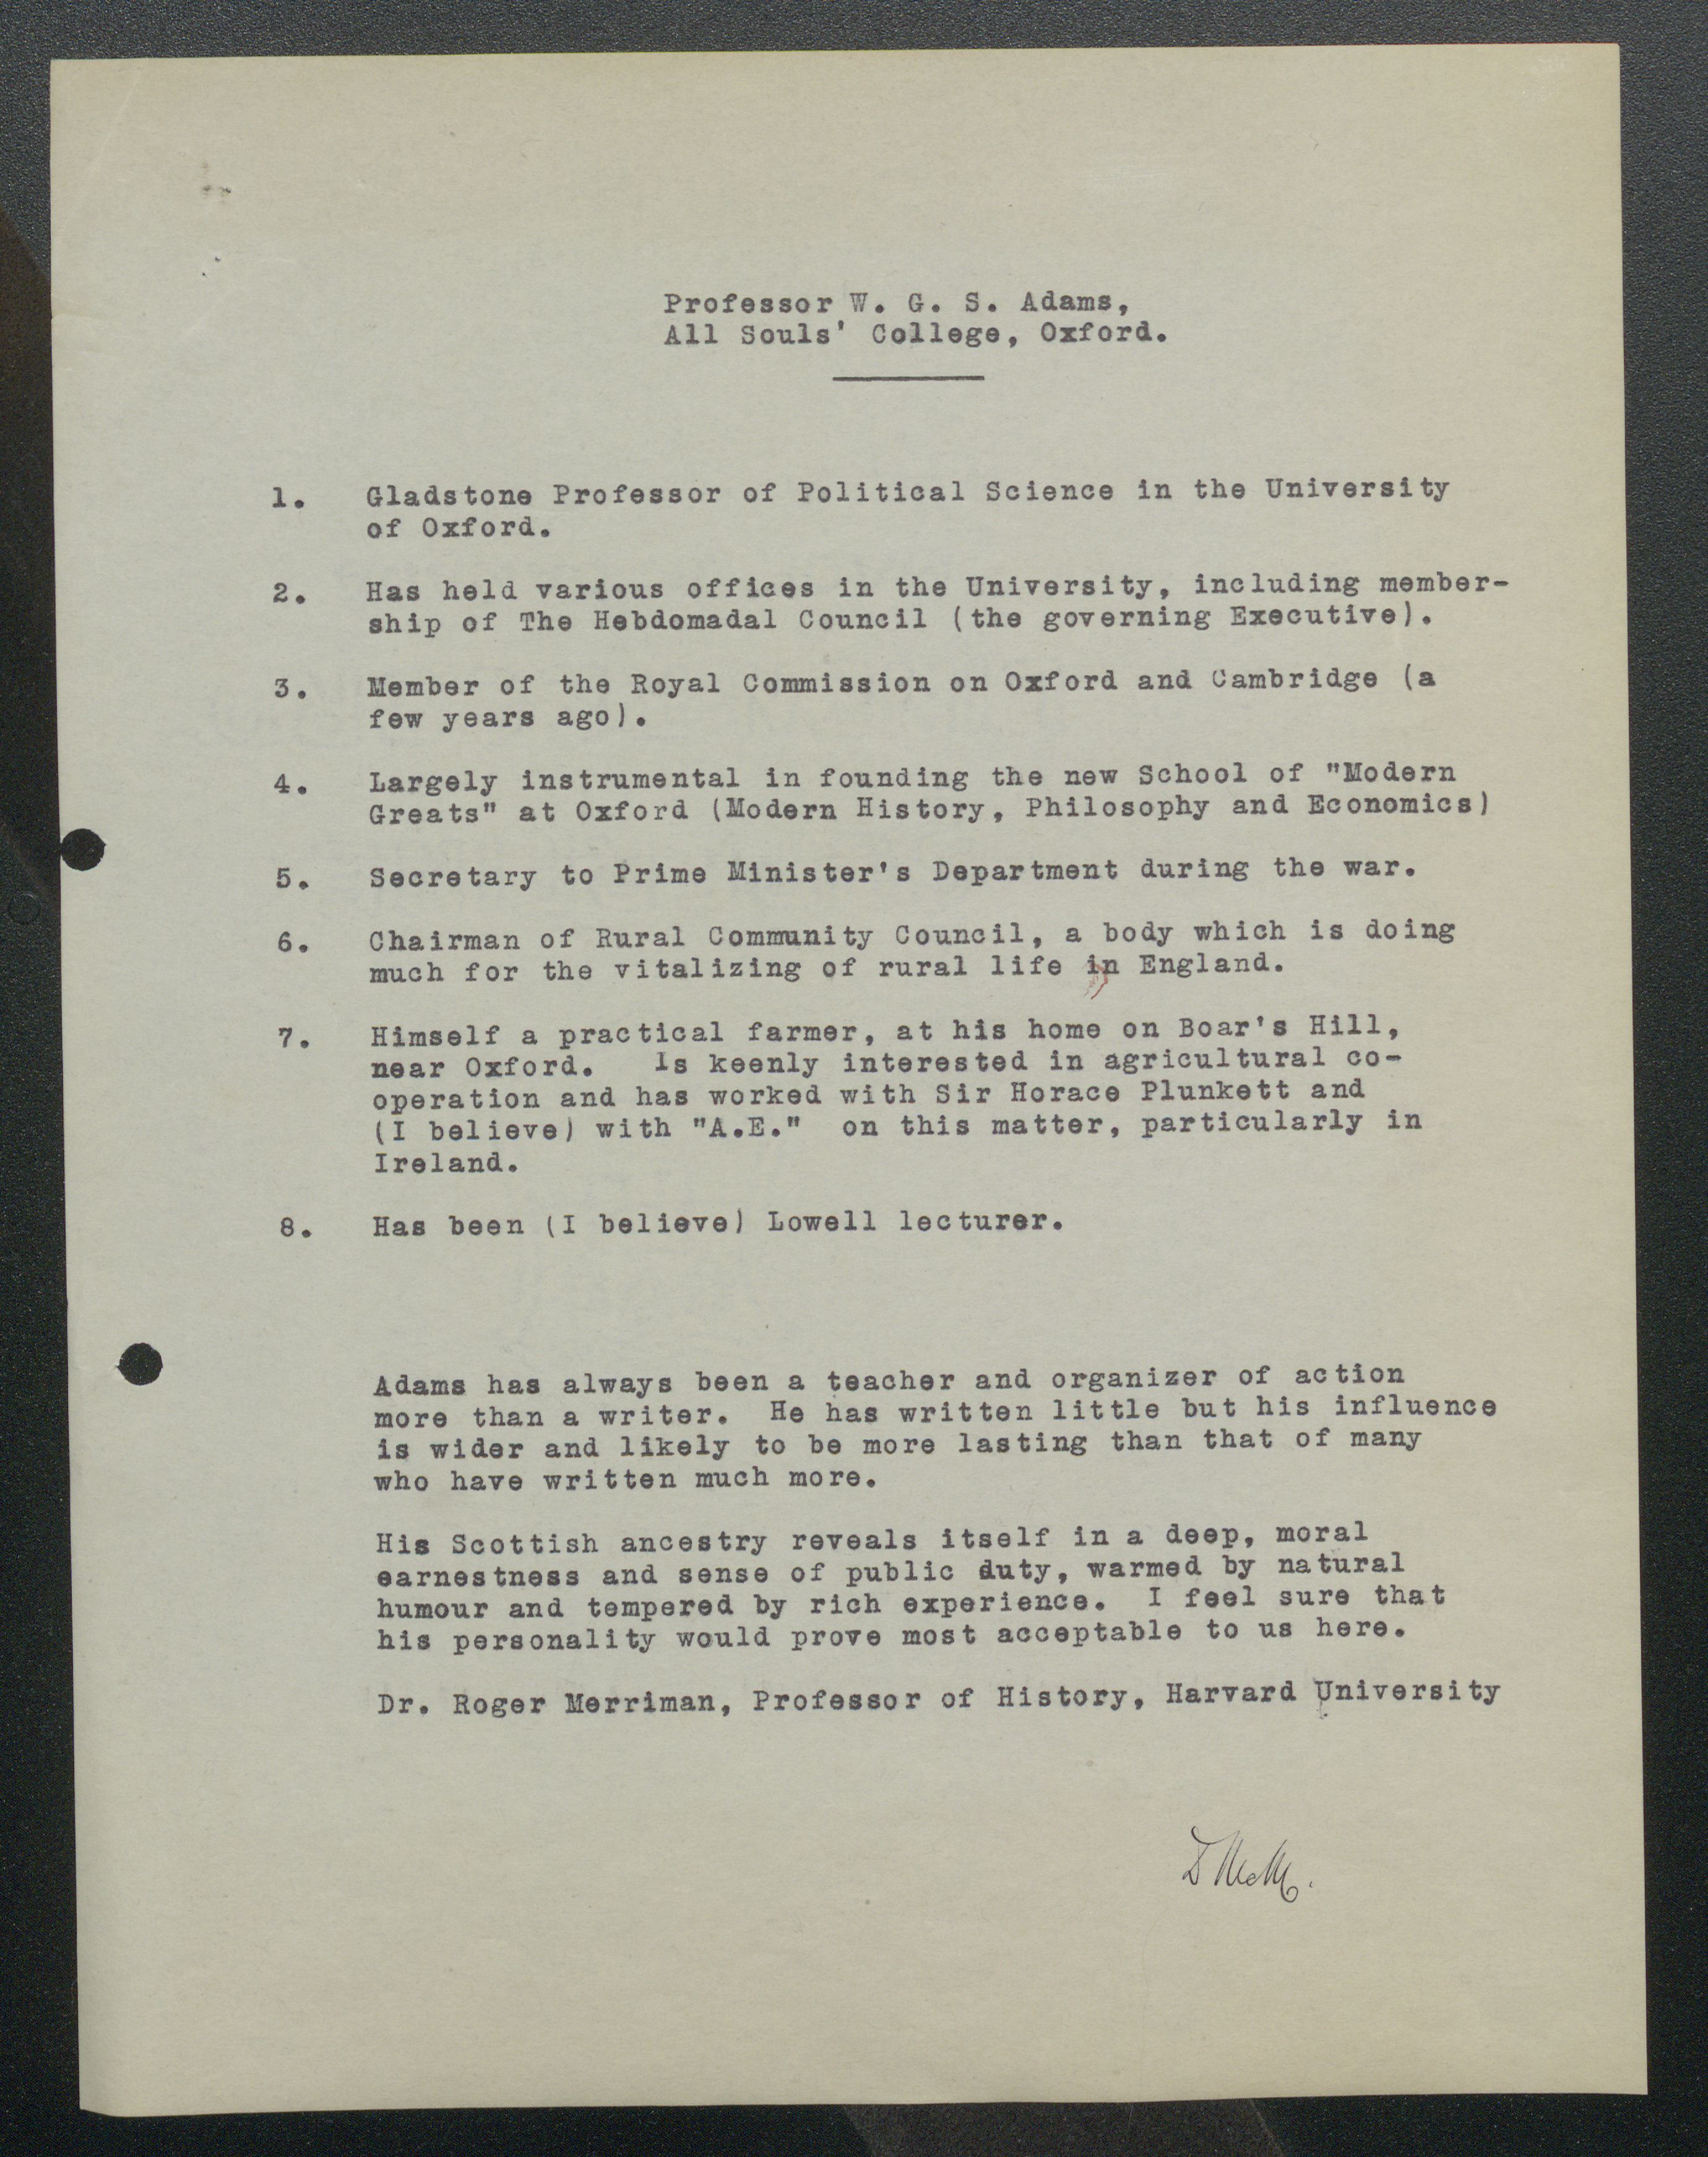 Professor W. G. S. Adams,
All Souls' College, Oxford.
1. Gladstone Professor of Political Science in the University
of Oxford.
2. Has held various offices in the University, including member-
ship of The Hebdomadal Council (the governing Executive).
3. Member of the Royal Commission on Oxford and Cambridge (a
few years ago).
4. Largely instrumental in founding the new School of "Modern
Greats" at Oxford (Modern History, Philosophy and Economics)
5. Secretary to Prime Minister's Department during the war.
6. Chairman of Rural Community Council, a body which is doing
much for the vitalizing of rural life in England.
7. Himself a practical farmer, at his home on Boar's Hill,
near Oxford. Is keenly interested in agricultural co-
operation and has worked with Sir Horace Plunkett and
(I believe) with "A.E." on this matter, particularly in
Ireland.
8. Has been (I believe) Lowell lecturer.
Adams has always been a teacher and organizer of action
more than a writer. He has written little but his influence
is wider and likely to be more lasting than that of many
who have written much more.
His Scottish ancestry reveals itself in a deep, moral
earnestness and sense of public duty, warmed by natural
humour and tempered by rich experience. I feel sure that
his personality would prove most acceptable to us here.
Dr. Roger Merriman, Professor of History, Harvard University